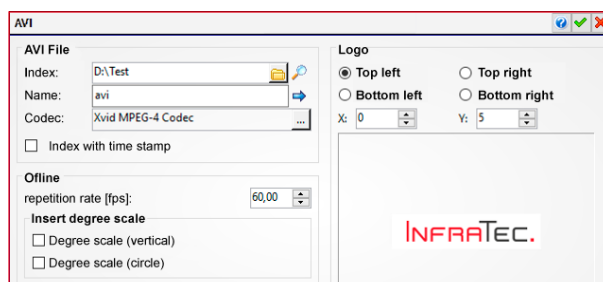 AVI
AVI File
Index: D:\Test
Name: avi
Codec: Xvid MPEG-4 Codec ...
Index with time stamp
Ofline
repetition rate [fps]: 60,00
Insert degree scale
Degree scale (vertical)
Degree scale (circle)
Logo
Top left Top right
Bottom left Bottom right
X: 0 Y: 5
INFRATEC.